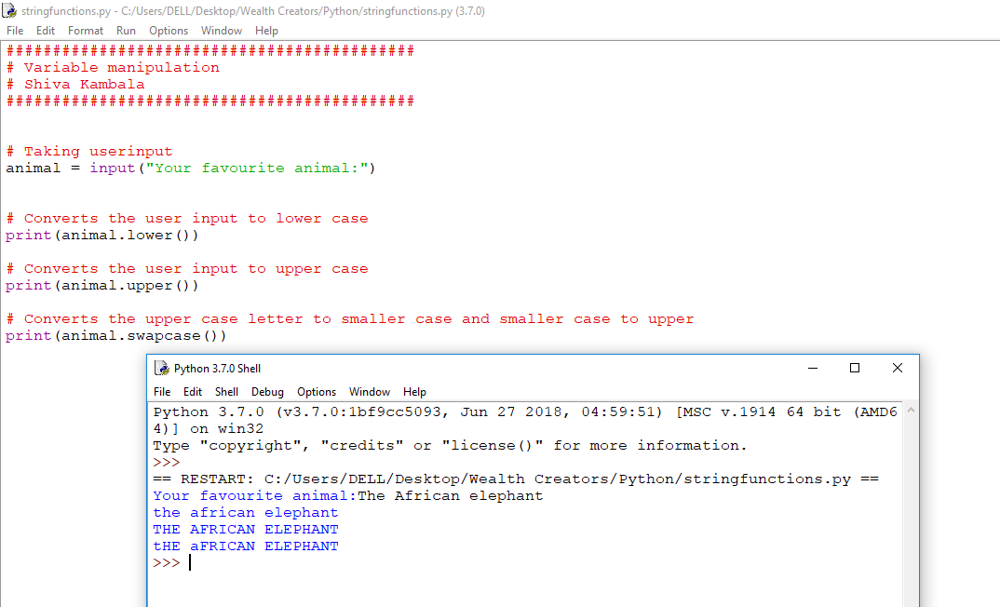 stringfunctions.py - C:/Users/DELL/Desktop/Wealth Creators/Python/stringfunctions.py (3.7.0)
File Edit Format Run Options Window Help
############################################
# Variable manipulation
# Shiva Kambala
############################################
# Taking userinput
animal = input("Your favourite animal:")
# Converts the user input to lower case
print(animal.lower())
# Converts the user input to upper case
print(animal.upper())
# Converts the upper case letter to smaller case and smaller case to upper
print(animal.swapcase())
Python 3.7.0 Shell
File Edit Shell Debug Options Window Help
Python 3.7.0 (v3.7.0:1bf9cc5093, Jun 27 2018, 04:59:51) [MSC v.1914 64 bit (AMD6
4)] on win32
Type "copyright", "credits" or "license()" for more information.
>>>
== RESTART: C:/Users/DELL/Desktop/Wealth Creators/Python/stringfunctions.py ==
Your favourite animal:The African elephant
the african elephant
THE AFRICAN ELEPHANT
tHE aFRICAN ELEPHANT
>>>